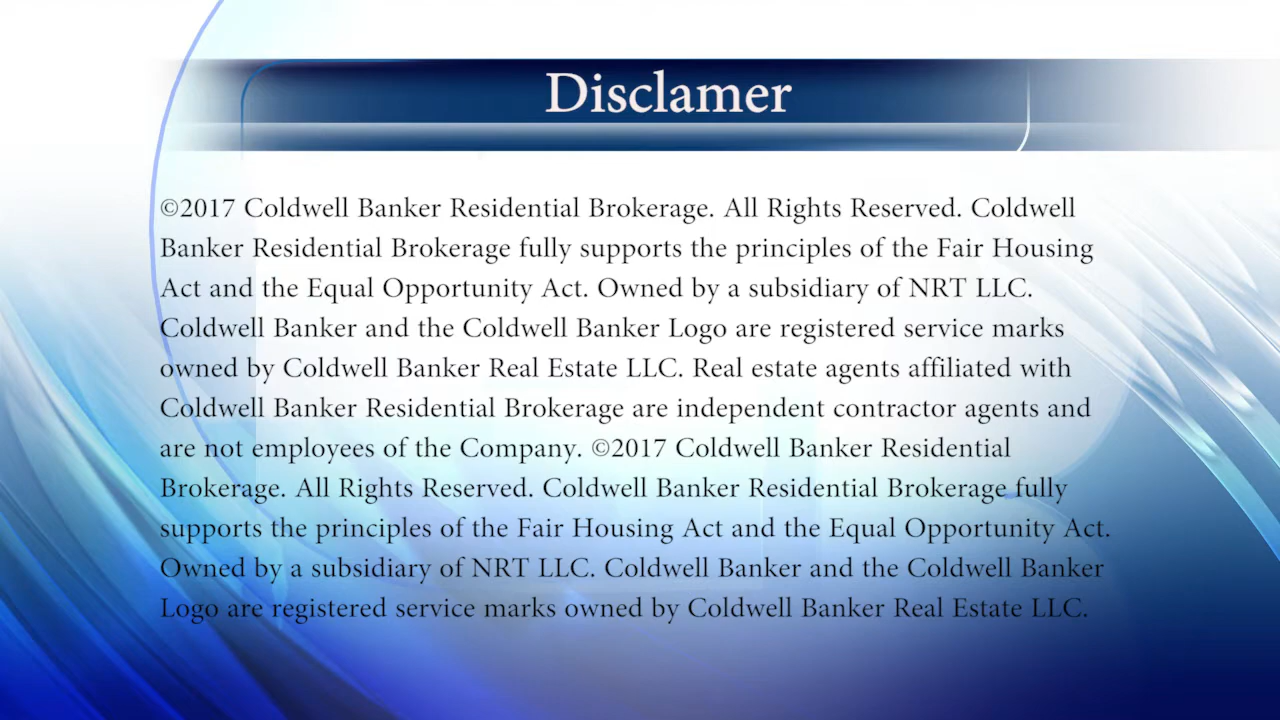 Disclamer
©2017 Coldwell Banker Residential Brokerage. All Rights Reserved. Coldwell
Banker Residential Brokerage fully supports the principles of the Fair Housing
Act and the Equal Opportunity Act. Owned by a subsidiary of NRT LLC.
Coldwell Banker and the Coldwell Banker Logo are registered service marks
owned by Coldwell Banker Real Estate LLC. Real estate agents affiliated with
Coldwell Banker Residential Brokerage are independent contractor agents and
are not employees of the Company. ©2017 Coldwell Banker Residential
Brokerage. All Rights Reserved. Coldwell Banker Residential Brokerage fully
supports the principles of the Fair Housing Act and the Equal Opportunity Act.
Owned by a subsidiary of NRT LLC. Coldwell Banker and the Coldwell Banker
Logo are registered service marks owned by Coldwell Banker Real Estate LLC.